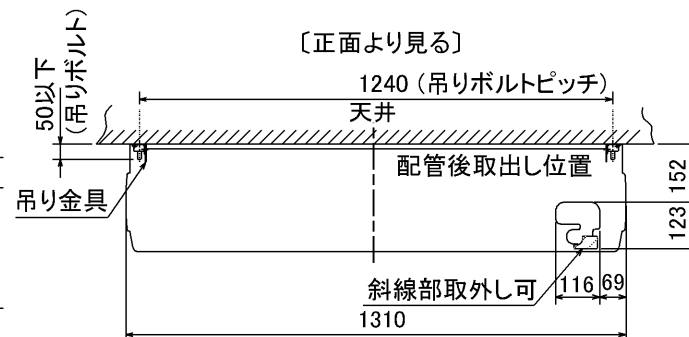 〔正面より見る〕
50以下
(吊りボルト)
1240 (吊りボルトピッチ)
天井
配管後取出し位置
吊り金具
152
123
斜線部取外し可
116
69
1310